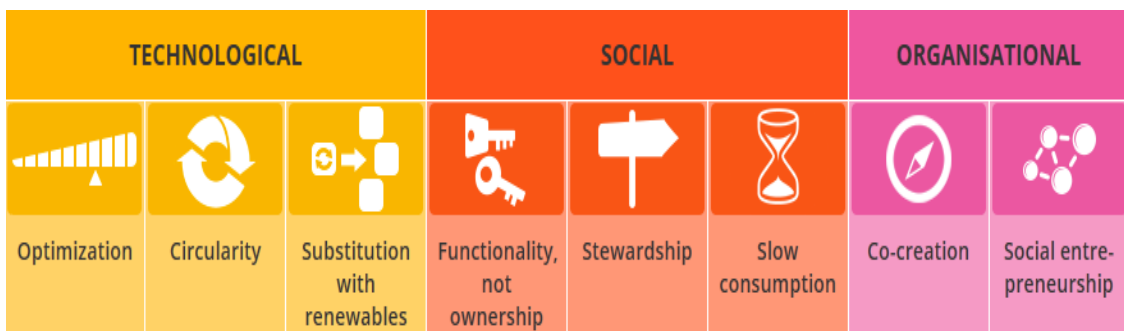 TECHNOLOGICAL
SOCIAL
ORGANISATIONAL
Optimization
Circularity
Substitution
with
renewables
Functionality,
not
ownership
Stewardship
Slow
consumption
Co-creation
Social entre-
preneurship